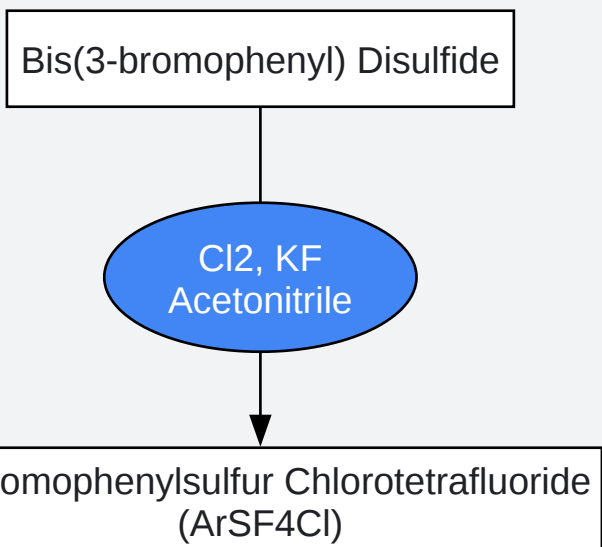 Bis(3-bromophenyl) Disulfide
Cl2, KF
Acetonitrile
omophenylsulfur Chlorotetrafluoride
(ArSF4Cl)